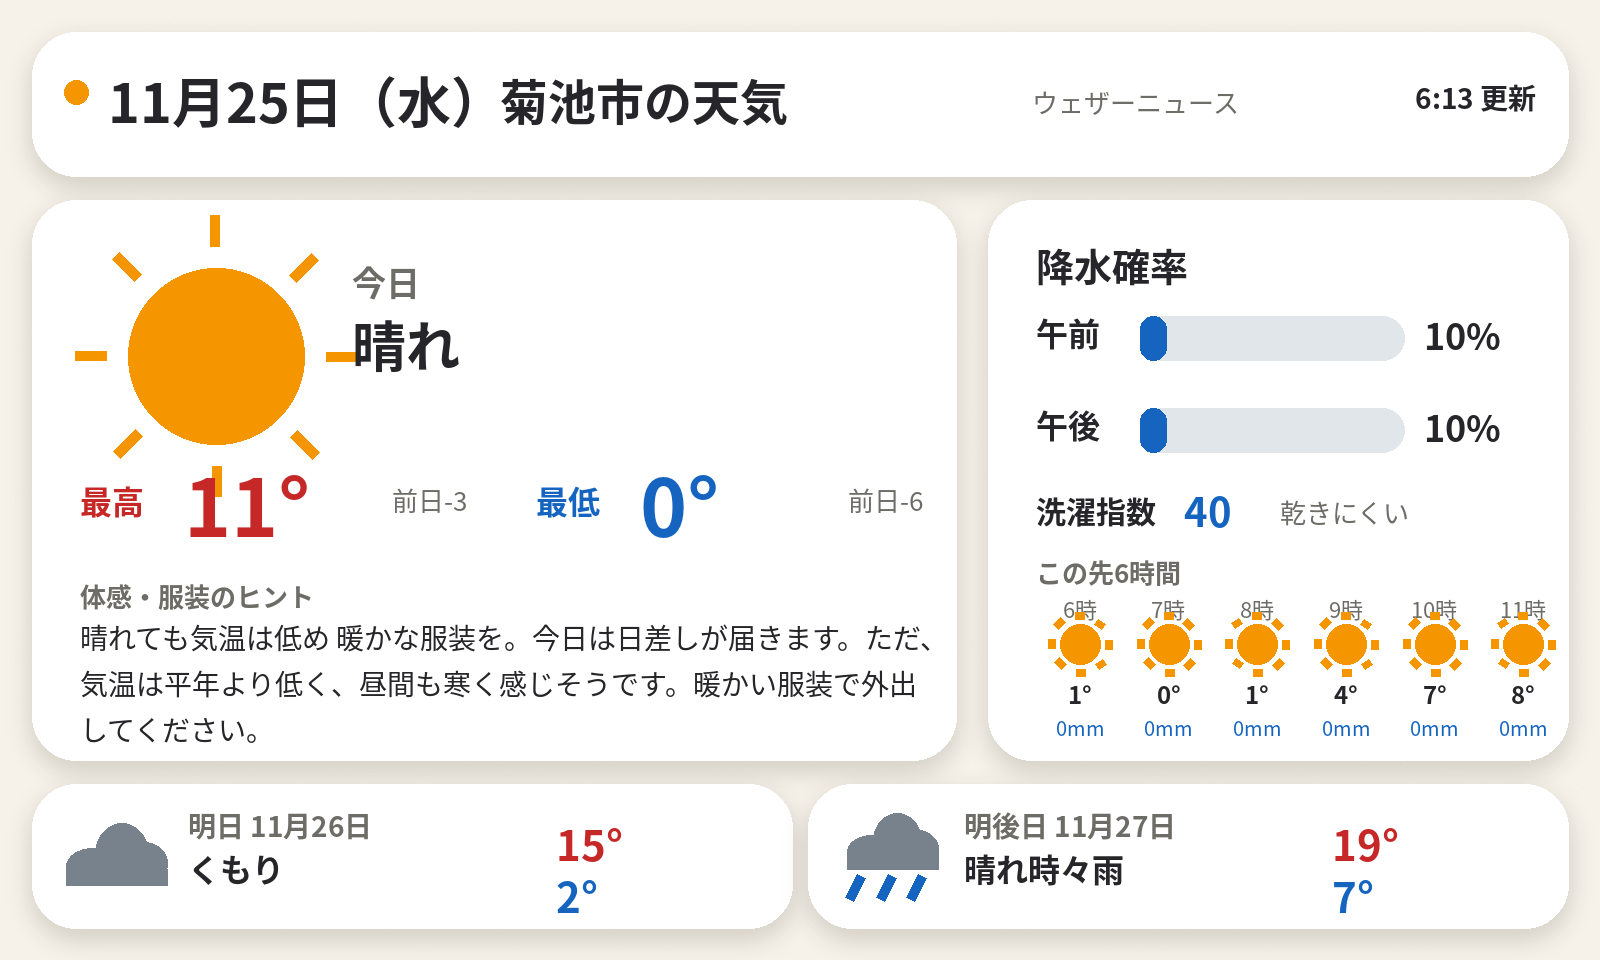 11月25日（水）菊池市の天気
ウェザーニュース
6:13 更新
今日
晴れ
最高 11° 前日-3 最低 0° 前日-6
体感・服装のヒント
晴れても気温は低め 暖かな服装を。今日は日差しが届きます。ただ、
気温は平年より低く、昼間も寒く感じそうです。暖かい服装で外出
してください。
降水確率
午前 10%
午後 10%
洗濯指数 40 乾きにくい
この先6時間
6時 7時 8時 9時 10時 11時
1° 0° 1° 4° 7° 8°
0mm 0mm 0mm 0mm 0mm 0mm
明日 11月26日
くもり
15°
2°
明後日 11月27日
晴れ時々雨
19°
7°